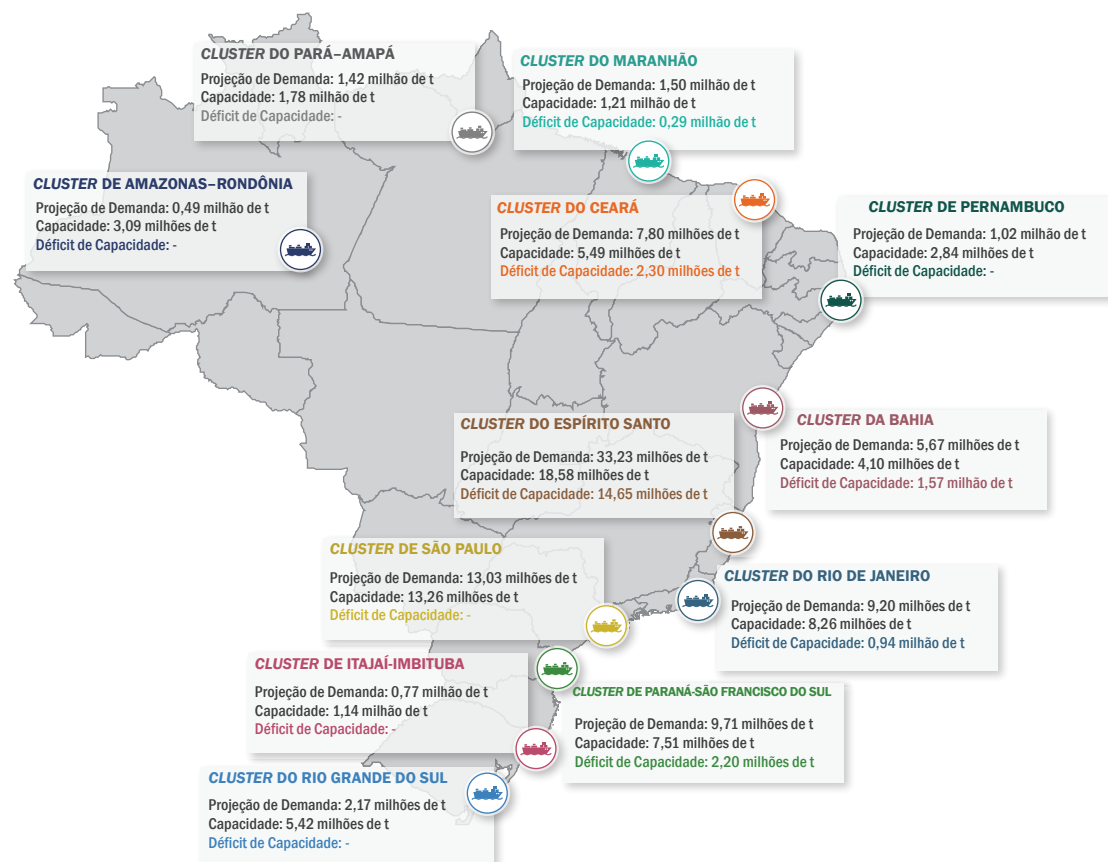 CLUSTER DO PARÁ–AMAPÁ
Projeção de Demanda: 1,42 milhão de t
Capacidade: 1,78 milhão de t
Déficit de Capacidade: -
CLUSTER DO MARANHÃO
Projeção de Demanda: 1,50 milhão de t
Capacidade: 1,21 milhão de t
Déficit de Capacidade: 0,29 milhão de t
CLUSTER DE AMAZONAS–RONDÔNIA
Projeção de Demanda: 0,49 milhão de t
Capacidade: 3,09 milhões de t
Déficit de Capacidade: -
CLUSTER DO CEARÁ
Projeção de Demanda: 7,80 milhões de t
Capacidade: 5,49 milhões de t
Déficit de Capacidade: 2,30 milhões de t
CLUSTER DE PERNAMBUCO
Projeção de Demanda: 1,02 milhão de t
Capacidade: 2,84 milhões de t
Déficit de Capacidade: -
CLUSTER DO ESPÍRITO SANTO
Projeção de Demanda: 33,23 milhões de t
Capacidade: 18,58 milhões de t
Déficit de Capacidade: 14,65 milhões de t
CLUSTER DA BAHIA
Projeção de Demanda: 5,67 milhões de t
Capacidade: 4,10 milhões de t
Déficit de Capacidade: 1,57 milhão de t
CLUSTER DE SÃO PAULO
Projeção de Demanda: 13,03 milhões de t
Capacidade: 13,26 milhões de t
Déficit de Capacidade: -
CLUSTER DO RIO DE JANEIRO
Projeção de Demanda: 9,20 milhões de t
Capacidade: 8,26 milhões de t
Déficit de Capacidade: 0,94 milhão de t
CLUSTER DE ITAJAÍ-IMBITUBA
Projeção de Demanda: 0,77 milhão de t
Capacidade: 1,14 milhão de t
Déficit de Capacidade: -
CLUSTER DE PARANÁ-SÃO FRANCISCO DO SUL
Projeção de Demanda: 9,71 milhões de t
Capacidade: 7,51 milhões de t
Déficit de Capacidade: 2,20 milhões de t
CLUSTER DO RIO GRANDE DO SUL
Projeção de Demanda: 2,17 milhões de t
Capacidade: 5,42 milhões de t
Déficit de Capacidade: -